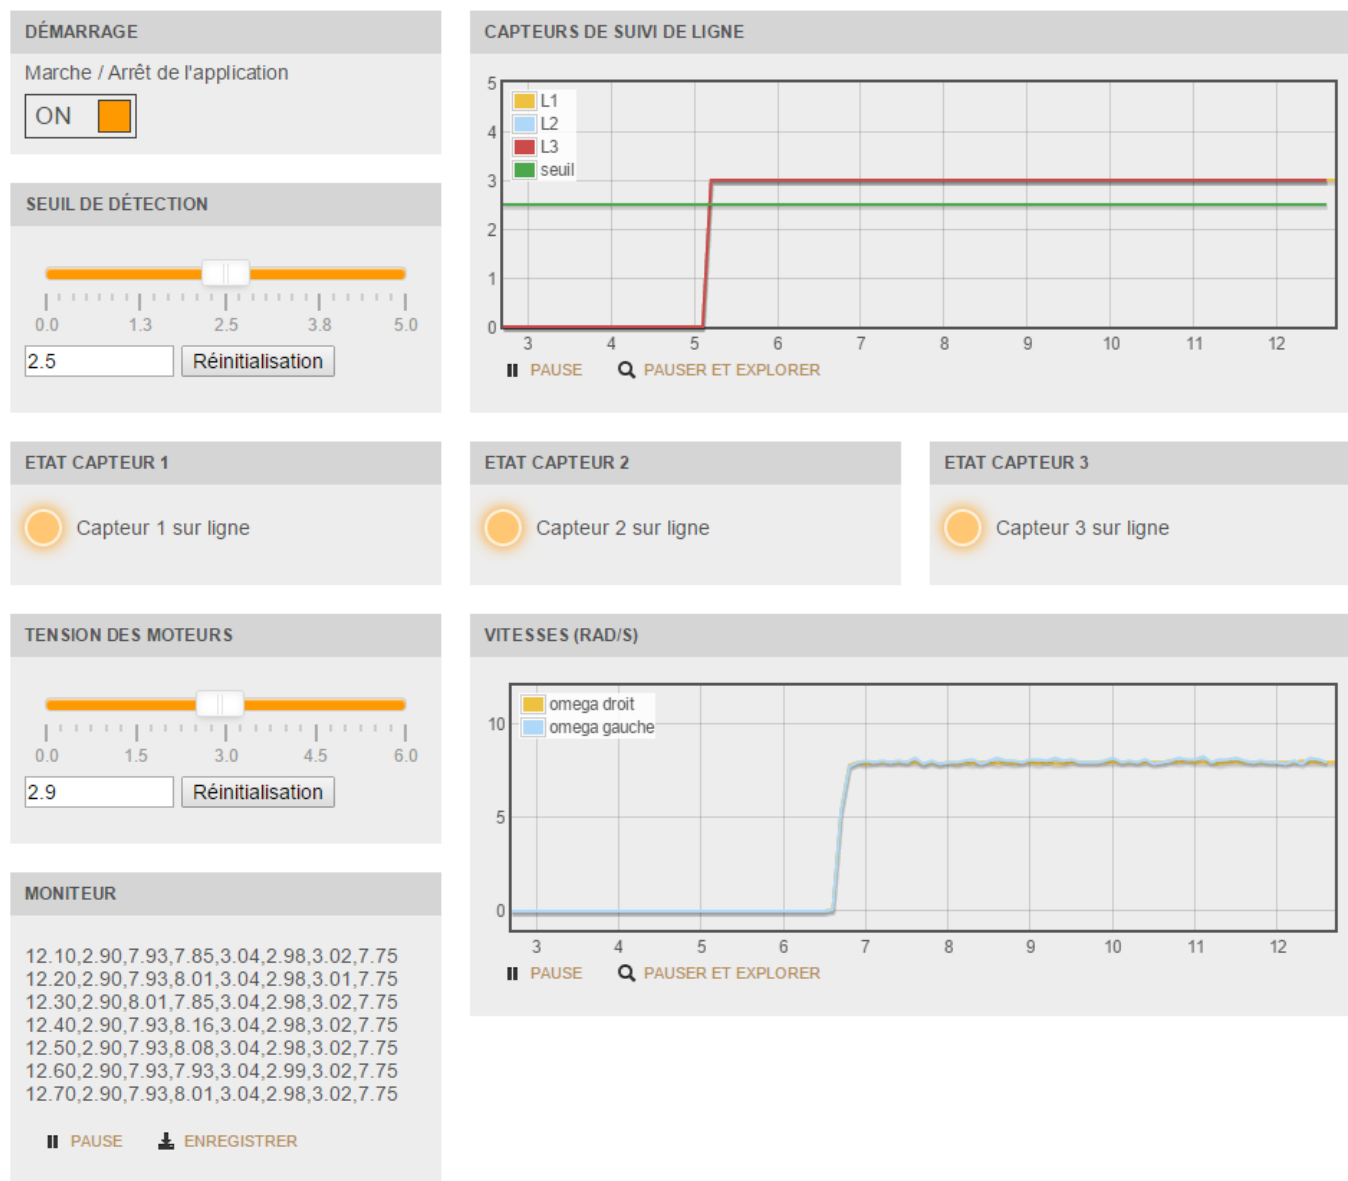 DÉMARRAGE
Marche / Arrêt de l'application
ON
CAPTEURS DE SUIVI DE LIGNE
5
4
3
2
1
0
L1
L2
L3
seuil
3 4 5 6 7 8 9 10 11 12
PAUSE PAUSER ET EXPLORER
SEUIL DE DÉTECTION
0.0 1.3 2.5 3.8 5.0
2.5 Réinitialisation
ETAT CAPTEUR 1
Capteur 1 sur ligne
ETAT CAPTEUR 2
Capteur 2 sur ligne
ETAT CAPTEUR 3
Capteur 3 sur ligne
TENSION DES MOTEURS
0.0 1.5 3.0 4.5 6.0
2.9 Réinitialisation
VITESSES (RAD/S)
10
5
0
omega droit
omega gauche
3 4 5 6 7 8 9 10 11 12
PAUSE PAUSER ET EXPLORER
MONITEUR
12.10,2.90,7.93,7.85,3.04,2.98,3.02,7.75
12.20,2.90,7.93,8.01,3.04,2.98,3.01,7.75
12.30,2.90,8.01,7.85,3.04,2.98,3.02,7.75
12.40,2.90,7.93,8.16,3.04,2.98,3.02,7.75
12.50,2.90,7.93,8.08,3.04,2.98,3.02,7.75
12.60,2.90,7.93,7.93,3.04,2.99,3.02,7.75
12.70,2.90,7.93,8.01,3.04,2.98,3.02,7.75
PAUSE ENREGISTRER